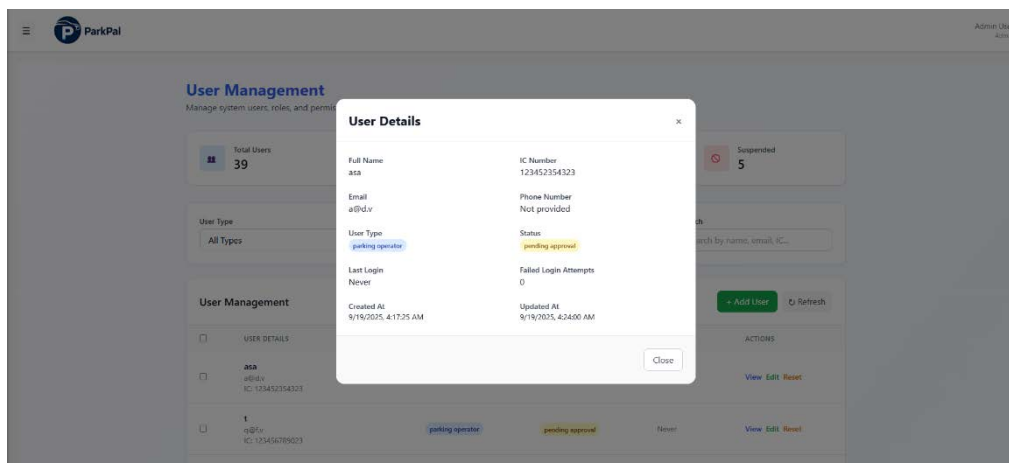 ParkPal
Admin
User Management
Manage system users, roles, and
Total Users
39
Suspended
5
User Type
All Types
User Details
×
Full Name
asa
IC Number
123452354323
Email
a@d.v
Phone Number
Not provided
User Type
parking operator
Status
pending approval
Last Login
Never
Failed Login Attempts
0
Created At
9/19/2025, 4:17:25 AM
Updated At
9/19/2025, 4:24:00 AM
Close
by name, email, IC...
User Management
+ Add User
Refresh
USER DETAILS
ACTIONS
asa
a@d.v
IC: 123452354323
View Edit Reset
t
IC: 123456789023
parking operator
pending approval
Never
View Edit Reset